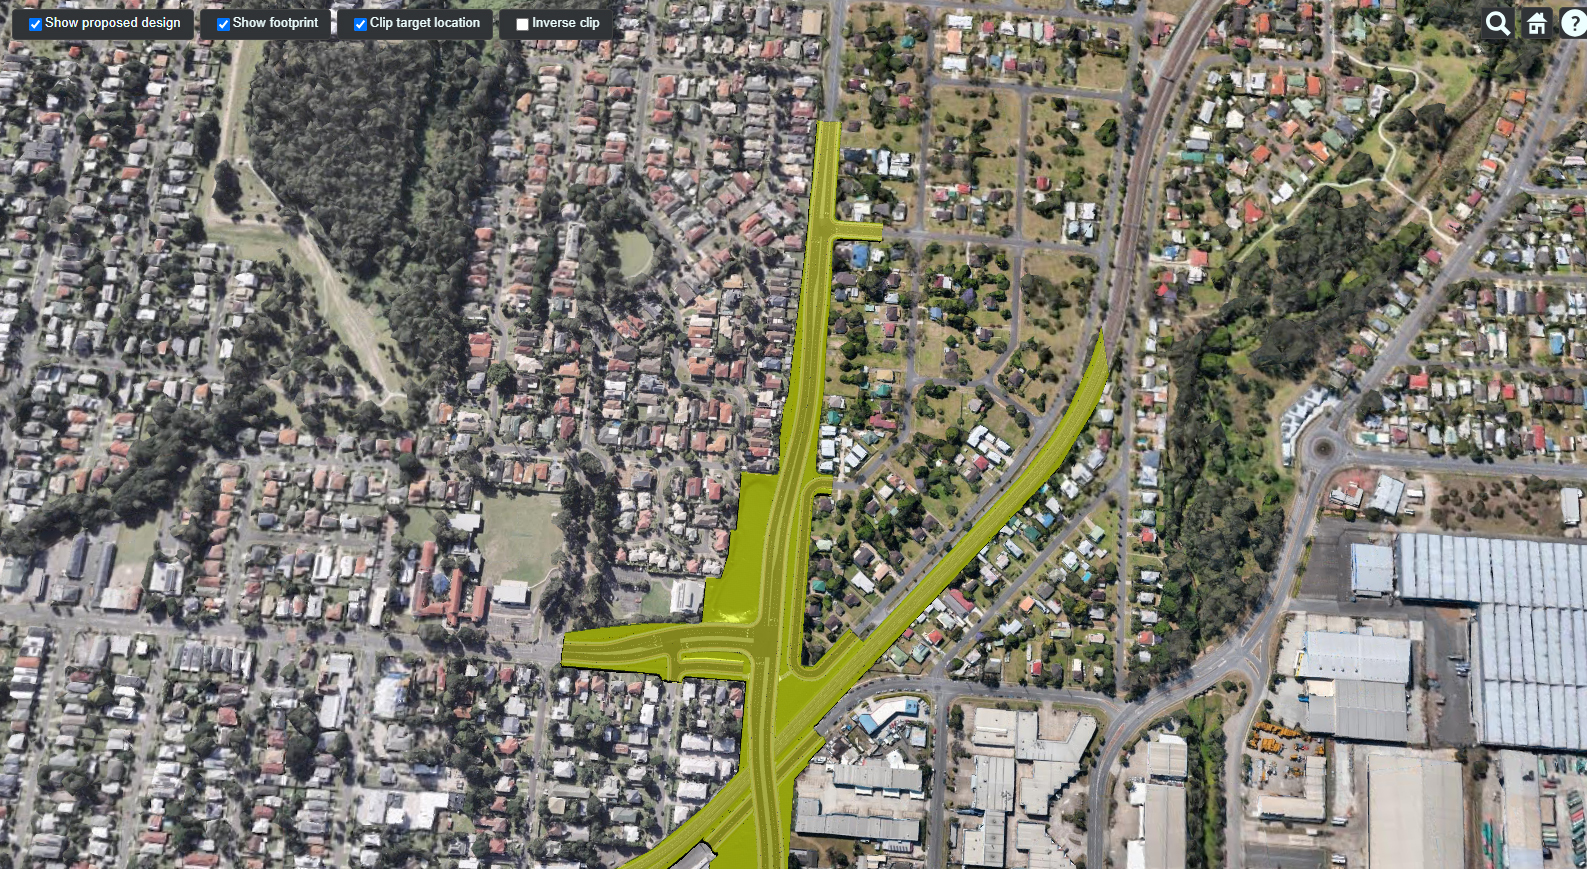 Show proposed design
Show footprint
Clip target location
Inverse clip
?